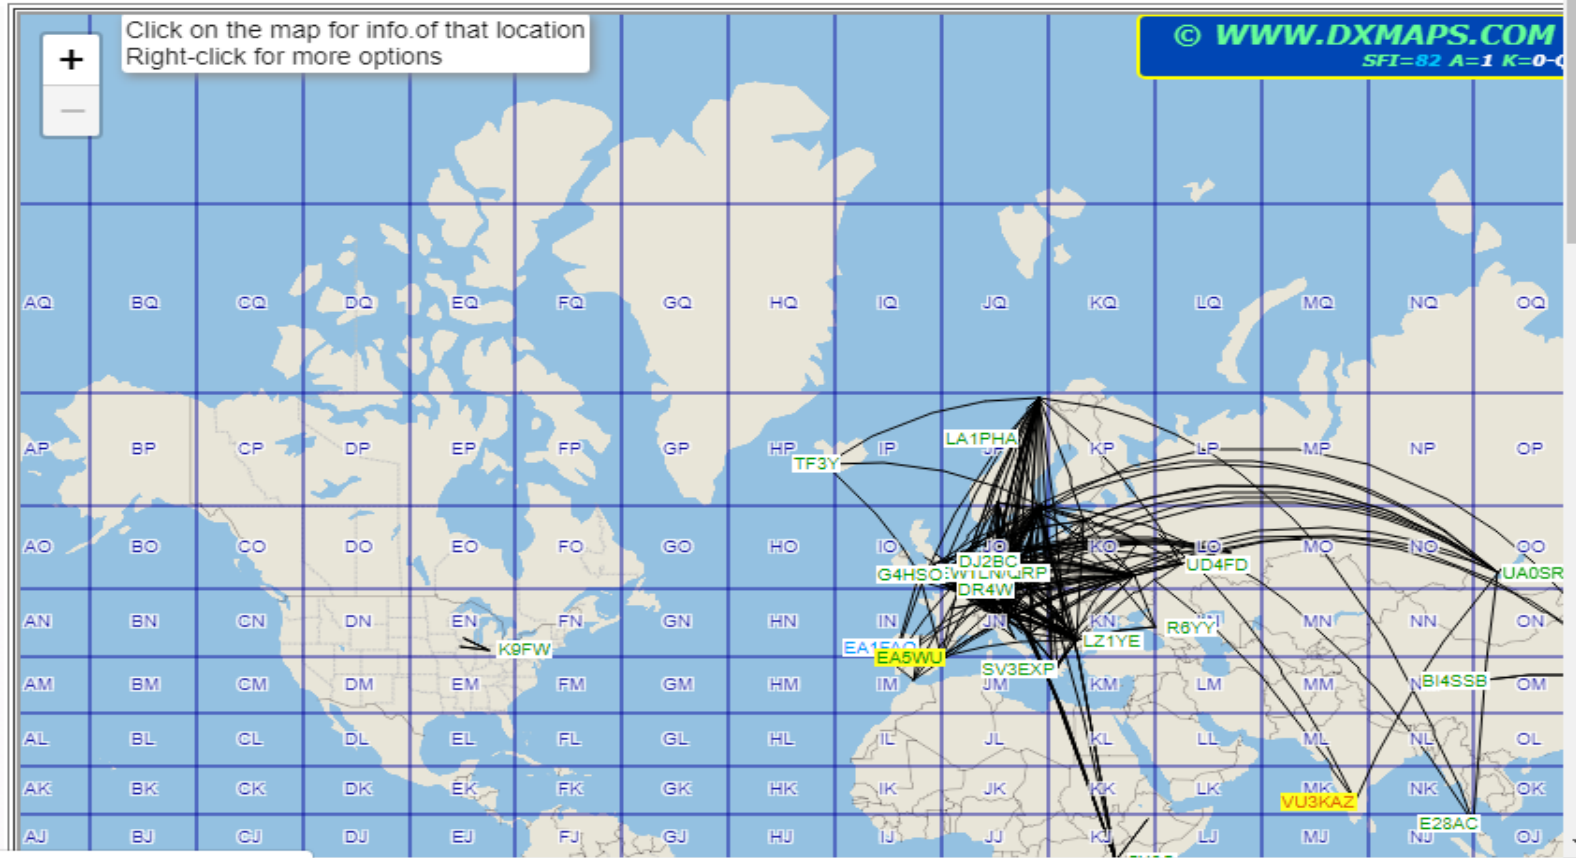 +
Click on the map for info.of that location
Right-click for more options
−
© WWW.DXMAPS.COM
SFI=82 A=1 K=0-
AQ BQ CQ DQ EQ FQ GQ HQ IQ JQ KQ LQ MQ NQ OQ
LA1PHA
AP BP CP DP EP FP GP HP IP KP LP MP NP OP
TF3Y
AO BO CO DO EO FO GO HO IO JO KO LO MO NO OO
DJ2BC
UD4FD
G4HSO
UA0SR
DR4W
AN BN CN DN EN FN GN HN IN JN KN MN ON
R6YY
LZ1YE
K9FW
EA5WU
SV3EXP
BI4SSB
AM BM CM DM EM FM GM HM IM JM KM LM MM OM
AL BL CL DL EL FL GL HL IL JL KL LL ML NL OL
AK BK CK DK EK FK GK HK IK JK KK LK MK NK OK
VU3KAZ
E28AC
AJ BJ CJ DJ EJ FJ GJ HJ IJ JJ KJ LJ MJ NJ OJ